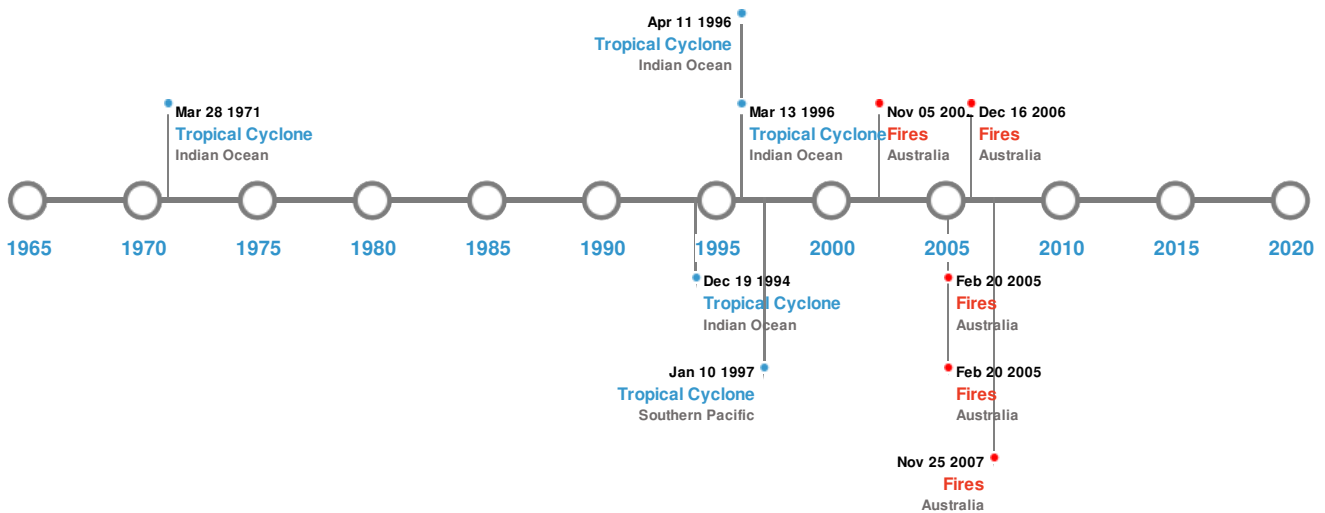 Apr 11 1996
Tropical Cyclone
Indian Ocean
Mar 28 1971
Tropical Cyclone
Indian Ocean
Mar 13 1996
Tropical Cyclone
Indian Ocean
Nov 05
Fires
Australia
Dec 16 2006
Fires
Australia
1965 1970 1975 1980 1985 1990 1995 2000 2005 2010 2015 2020
Dec 19 1994
Tropical Cyclone
Indian Ocean
Feb 20 2005
Fires
Australia
Jan 10 1997
Tropical Cyclone
Southern Pacific
Feb 20 2005
Fires
Australia
Nov 25 2007
Fires
Australia